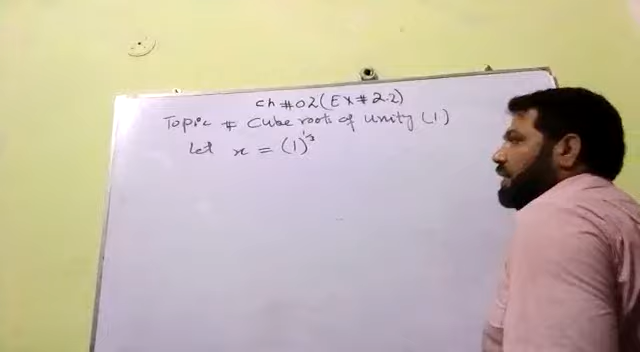 Ch #02(Ex#2.2)
Topic # Cube roots of unity (1)
Let x = (1)^1/3